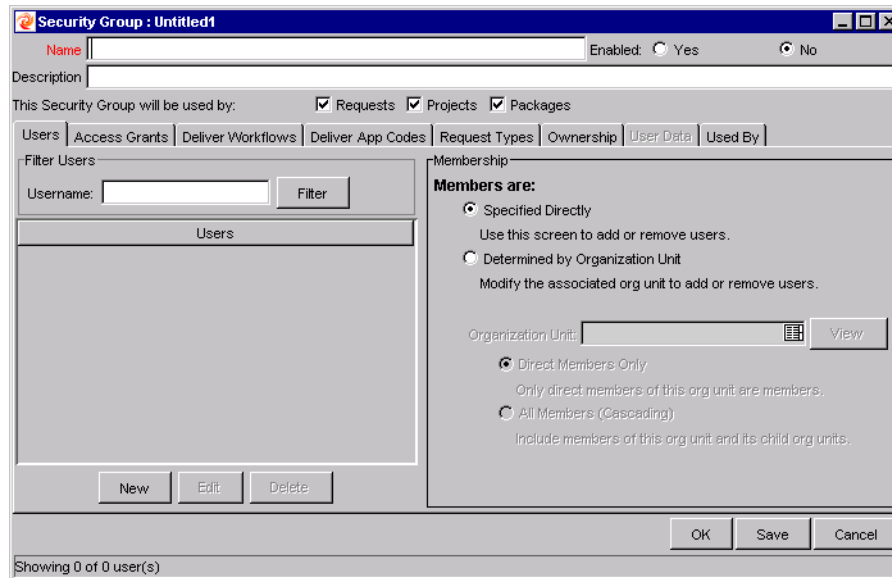 Security Group : Untitled1
Name Enabled: Yes No
Description
This Security Group will be used by: Requests Projects Packages
Users Access Grants Deliver Workflows Deliver App Codes Request Types Ownership User Data Used By
Filter Users
Username: Filter
Users
New Edit Delete
Membership
Members are:
Specified Directly
Use this screen to add or remove users.
Determined by Organization Unit
Modify the associated org unit to add or remove users.
Organization Unit: View
Direct Members Only
Only direct members of this org unit are members.
All Members (Cascading)
Include members of this org unit and its child org units.
OK Save Cancel
Showing 0 of 0 user(s)